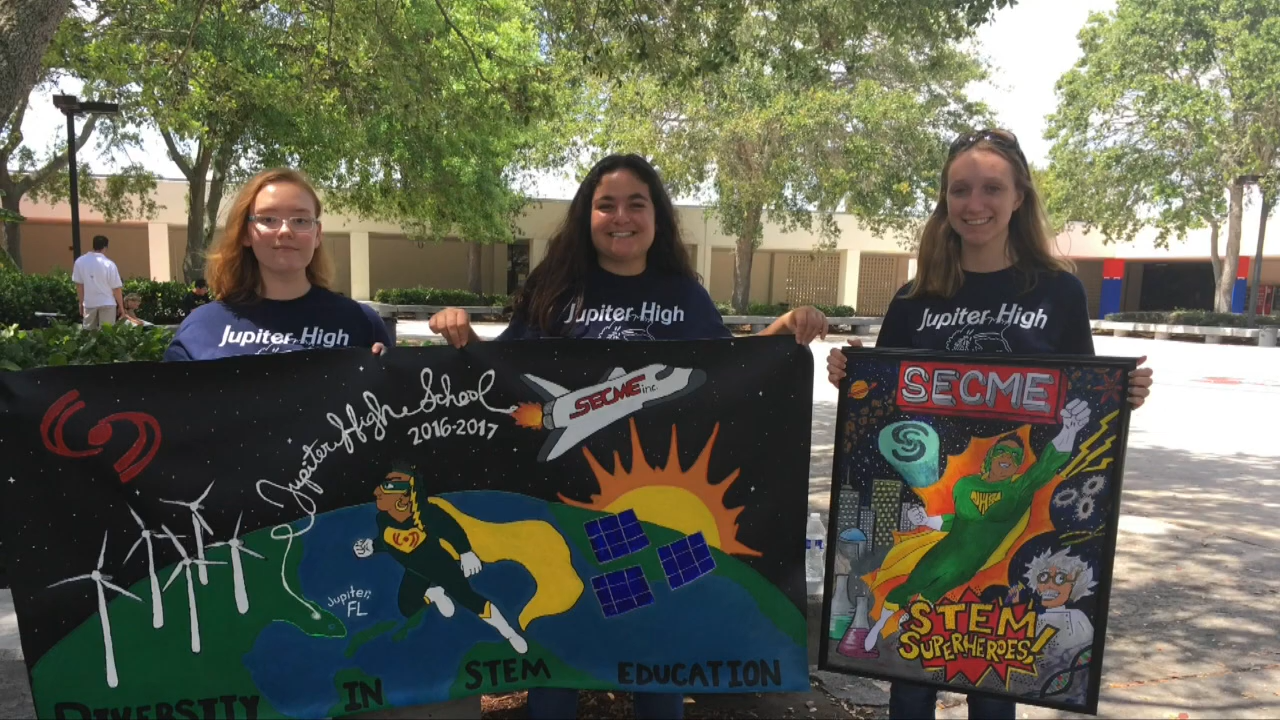 Jupiter High
Jupiter High
Jupiter High
Jupiter High School
2016-2017
SECME inc.
Jupiter,
FL
DIVERSITY IN STEM EDUCATION
SECME
S
STEM
SUPERHEROES!